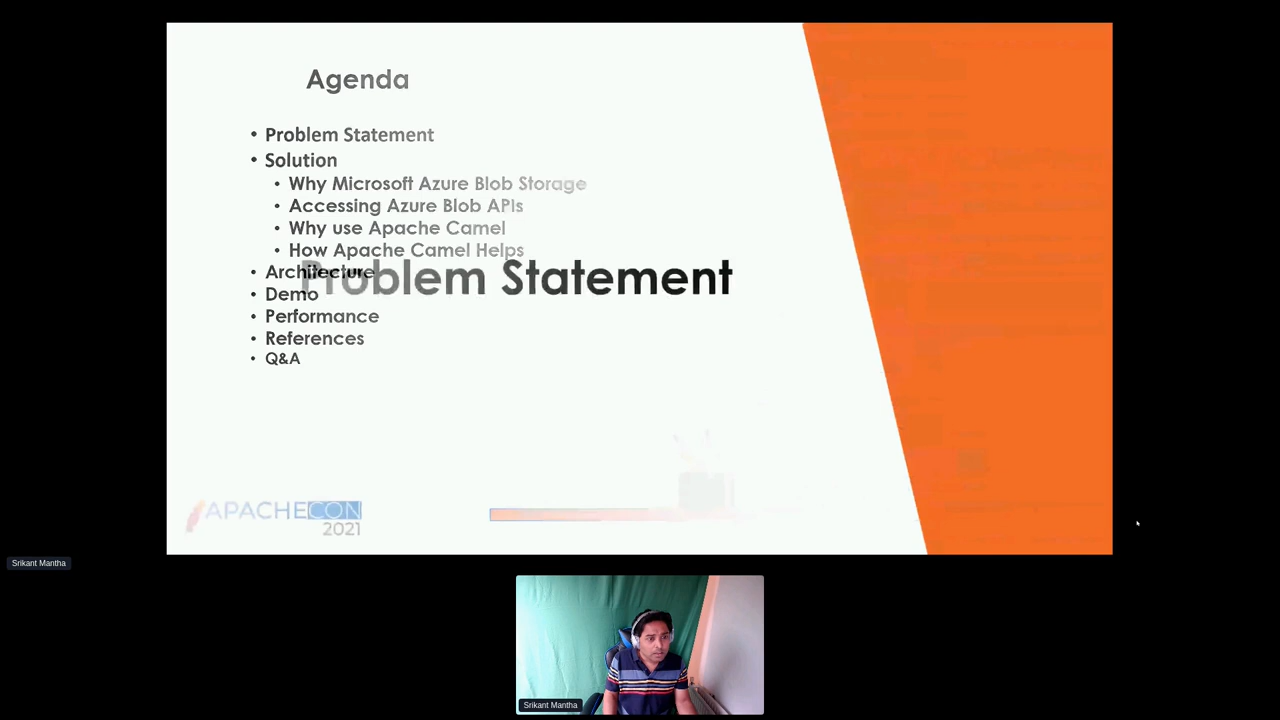 Agenda
• Problem Statement
• Solution
• Why Microsoft Azure Blob Storage
• Accessing Azure Blob APIs
• Why use Apache Camel
• How Apache Camel Helps
• Architecture
Problem Statement
• Demo
• Performance
• References
• Q&A
APACHECON
2021
Srikant Mantha
Srikant Mantha